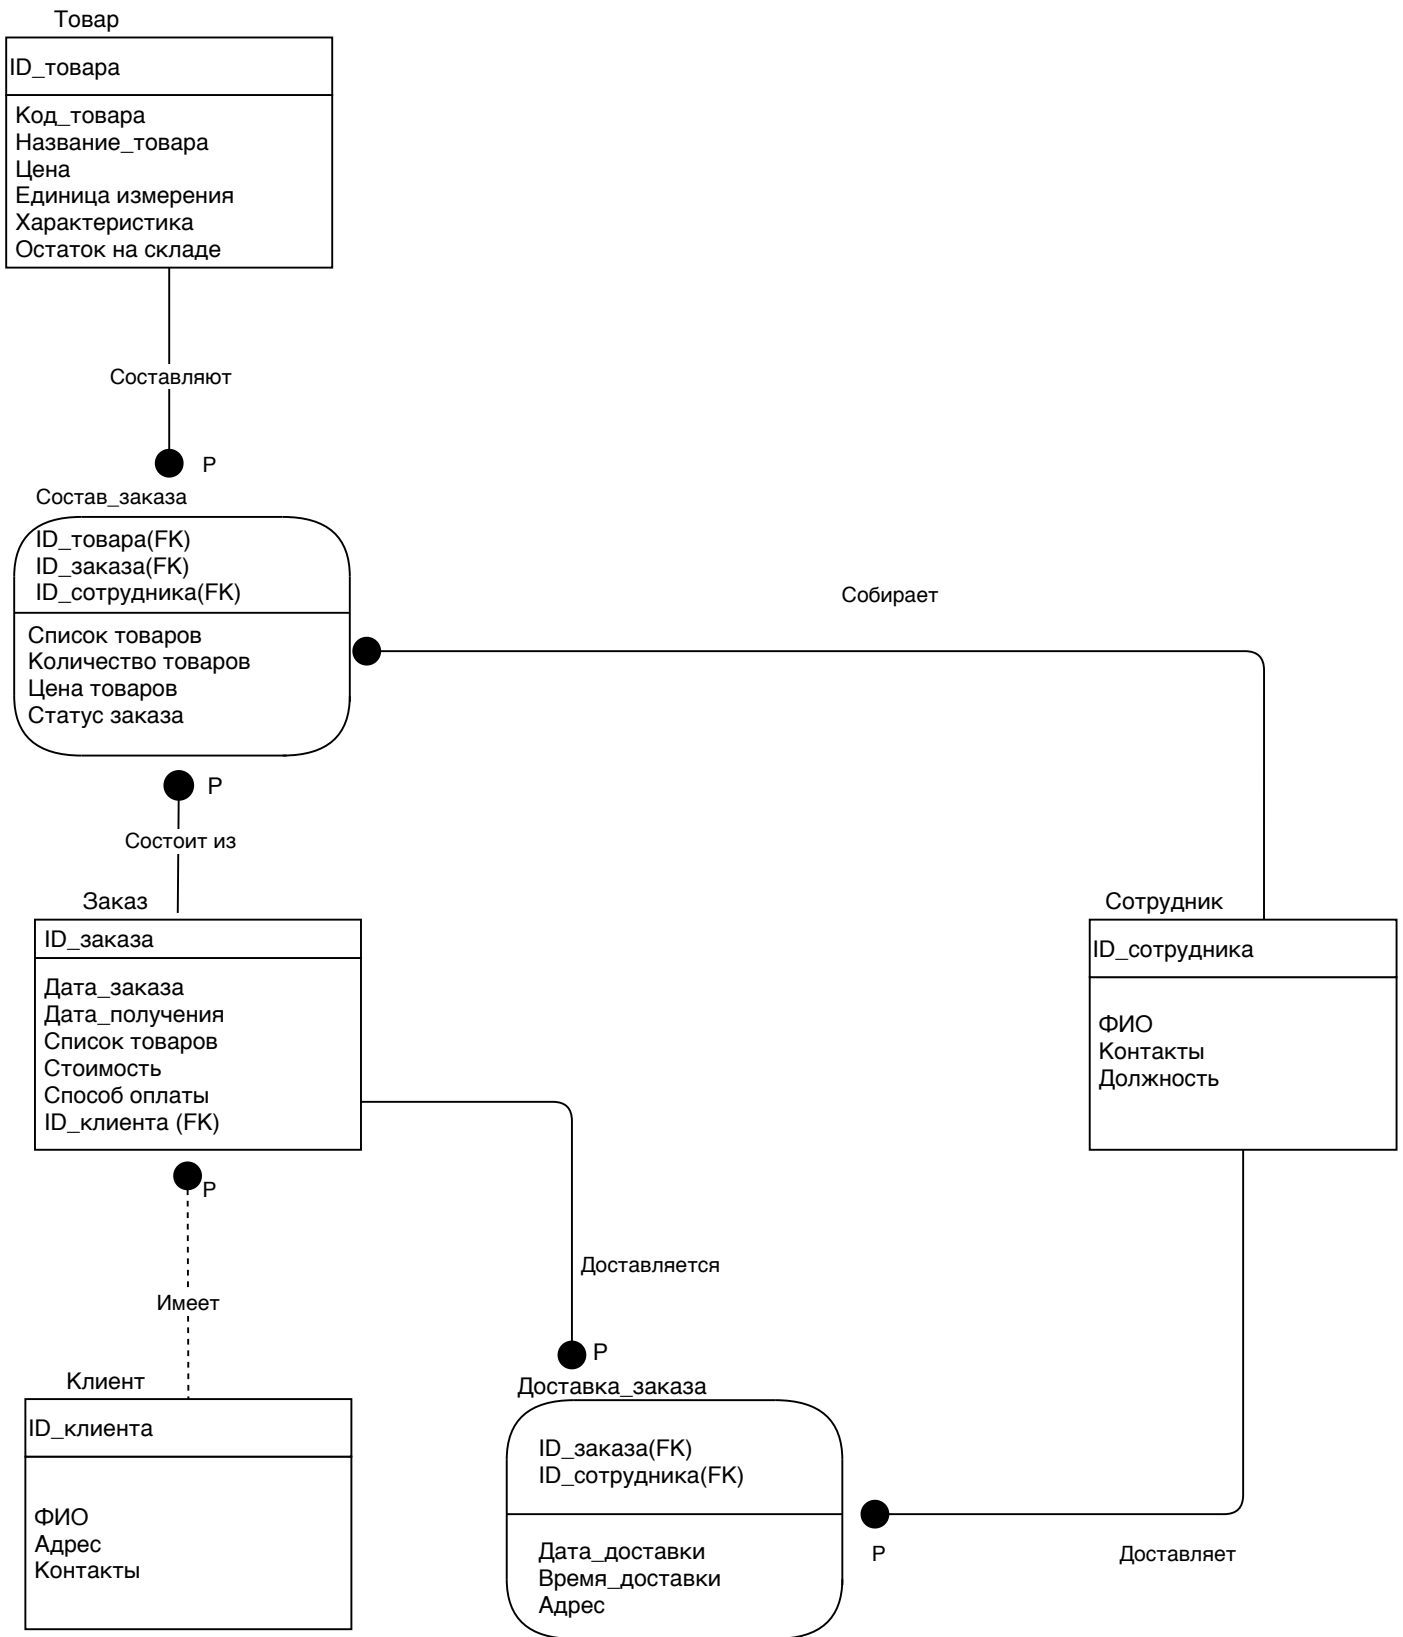 Товар
ID_товара
Код_товара
Название_товара
Цена
Единица измерения
Характеристика
Остаток на складе
Составляют
P
Состав_заказа
ID_товара(FK)
ID_заказа(FK)
ID_сотрудника(FK)
Список товаров
Количество товаров
Цена товаров
Статус заказа
Собирает
P
Состоит из
Заказ
ID_заказа
Дата_заказа
Дата_получения
Список товаров
Стоимость
Способ оплаты
ID_клиента (FK)
Сотрудник
ID_сотрудника
ФИО
Контакты
Должность
P
Имеет
Доставляется
P
Клиент
ID_клиента
ФИО
Адрес
Контакты
Доставка_заказа
ID_заказа(FK)
ID_сотрудника(FK)
Дата_доставки
Время_доставки
Адрес
P
Доставляет